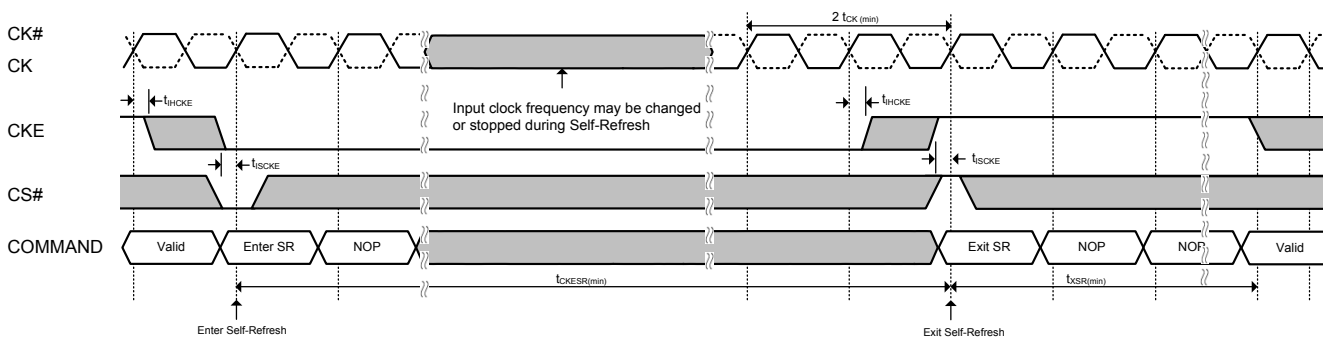 2 tCK (min)
CK#
CK
tIHCKE
Input clock frequency may be changed
or stopped during Self-Refresh
tIHCKE
CKE
tISCKE
tISCKE
CS#
COMMAND
Valid
Enter SR
NOP
Exit SR
NOP
NOP
Valid
tCKESR(min)
tXSR(min)
Enter Self-Refresh
Exit Self-Refresh